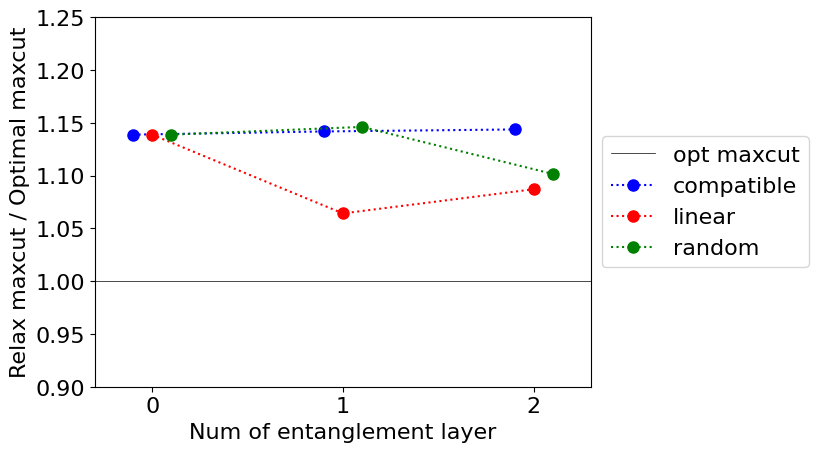 Relax maxcut / Optimal maxcut
1.25
1.20
1.15
1.10
1.05
1.00
0.95
0.90
0
1
2
Num of entanglement layer
opt maxcut
compatible
linear
random